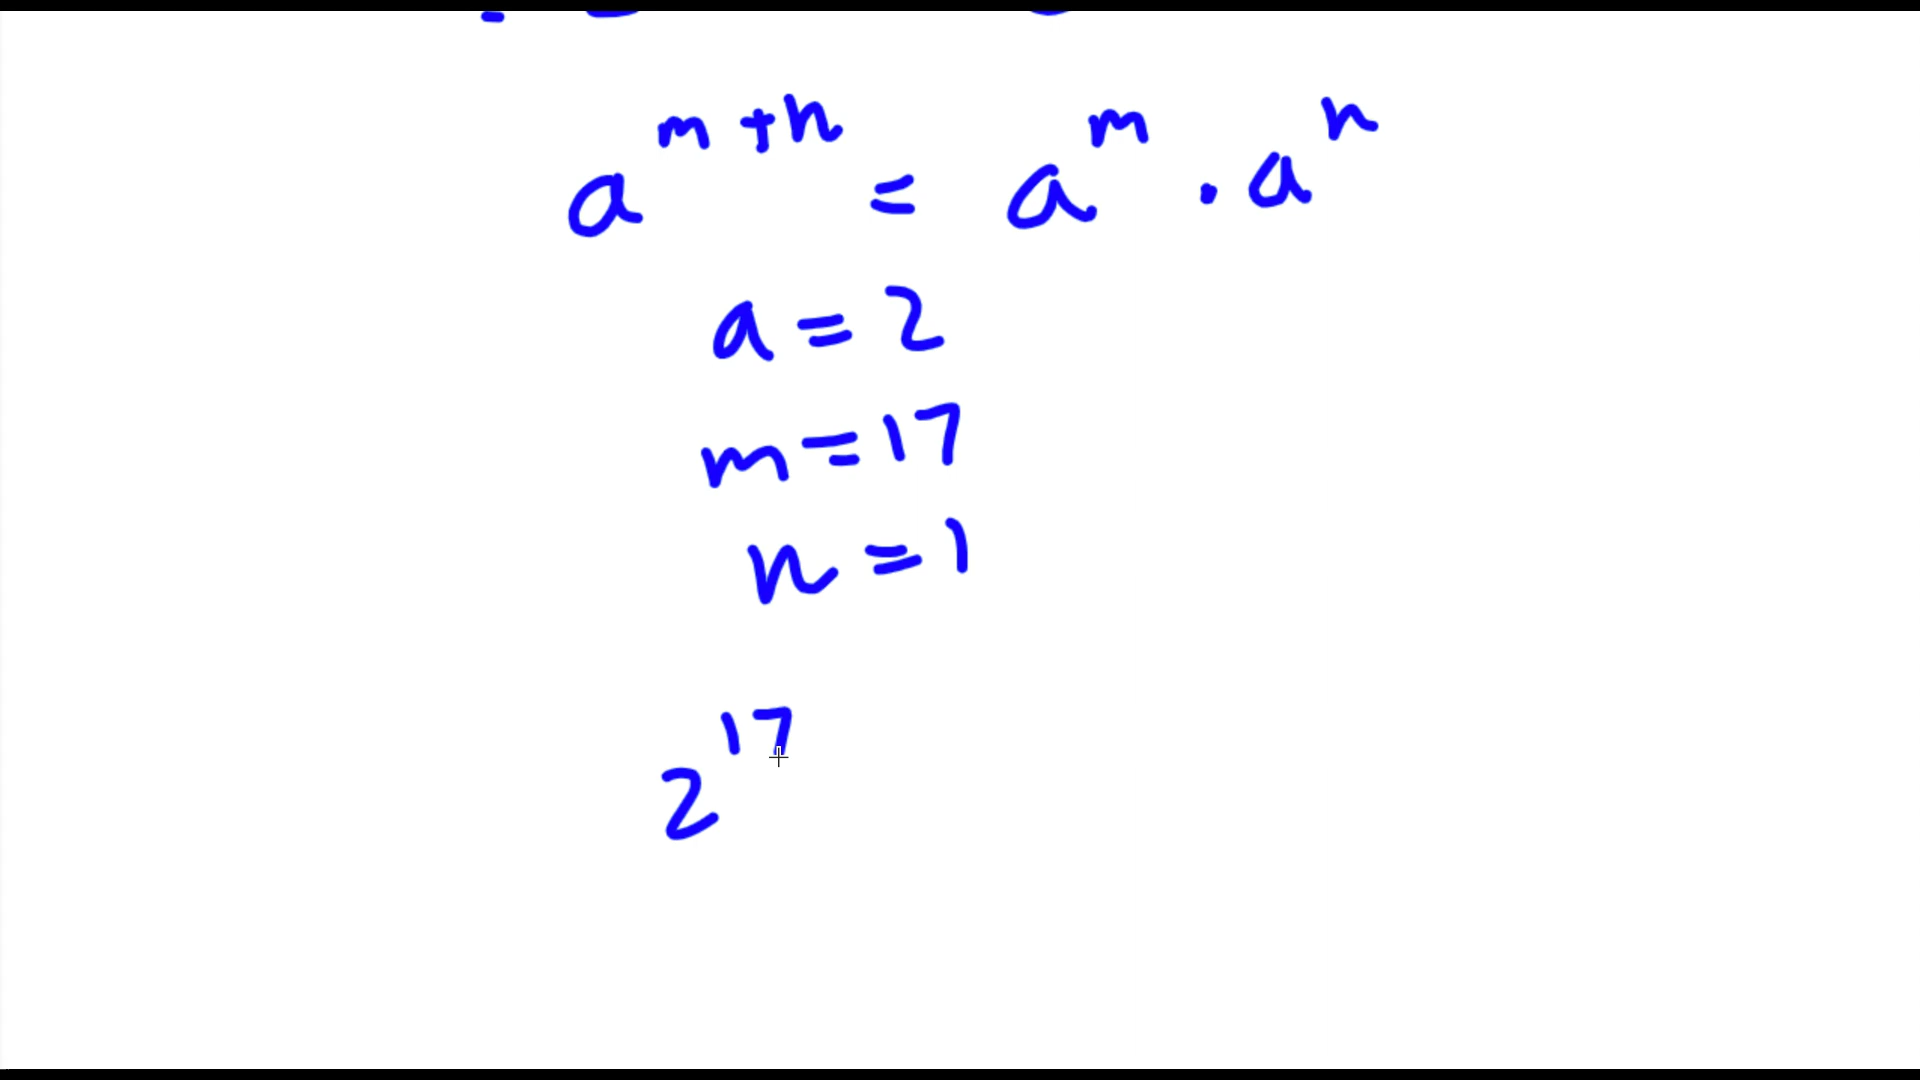 a^{m+n} = a^m · a^n
a = 2
m = 17
n = 1
2^{17}